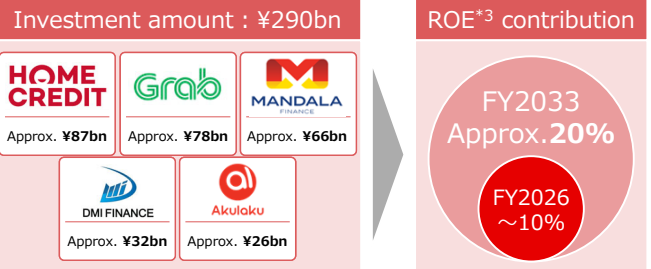 Investment amount : ¥290bn
HOME
CREDIT
Approx. ¥87bn
Grab
Approx. ¥78bn
MANDALA
FINANCE
Approx. ¥66bn
DMI FINANCE
Approx. ¥32bn
Akulaku
Approx. ¥26bn
ROE*3 contribution
FY2033
Approx.20%
FY2026
~10%